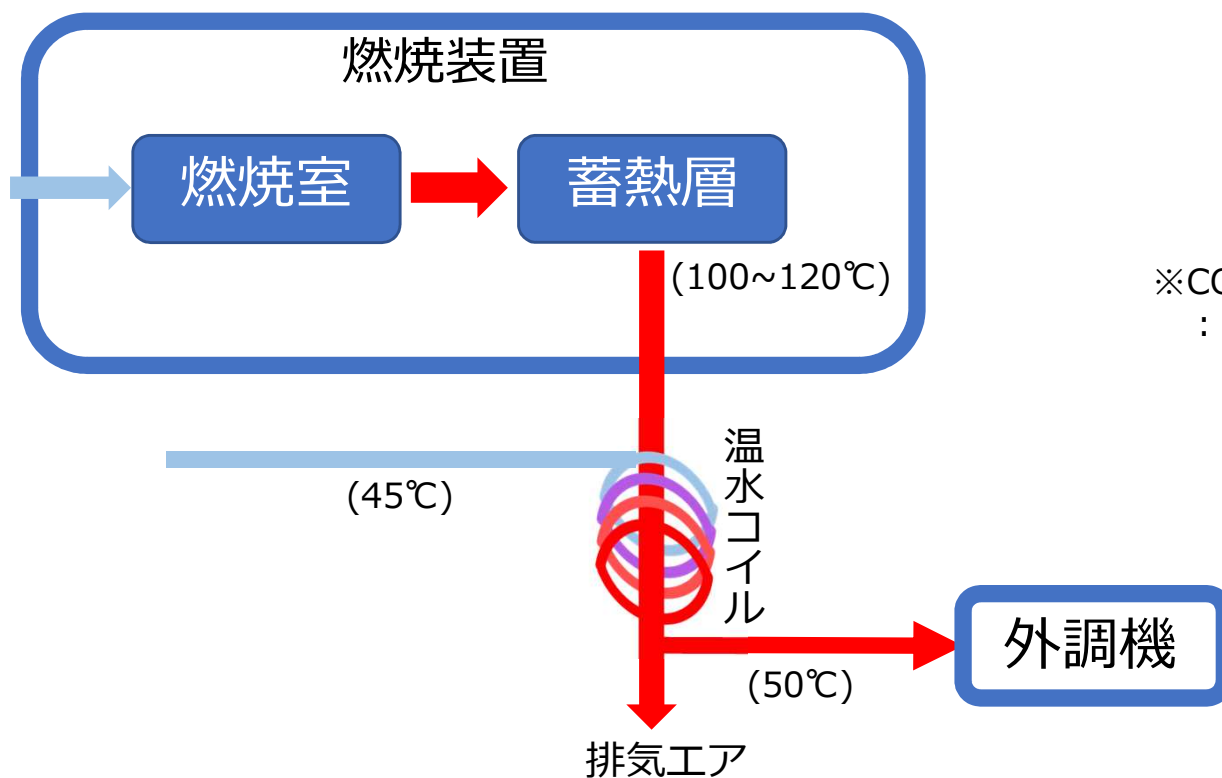 燃焼装置
燃焼室
蓄熱層
(100~120℃)
※CO
:
(45℃)
温水コイル
外調機
(50℃)
排気エア